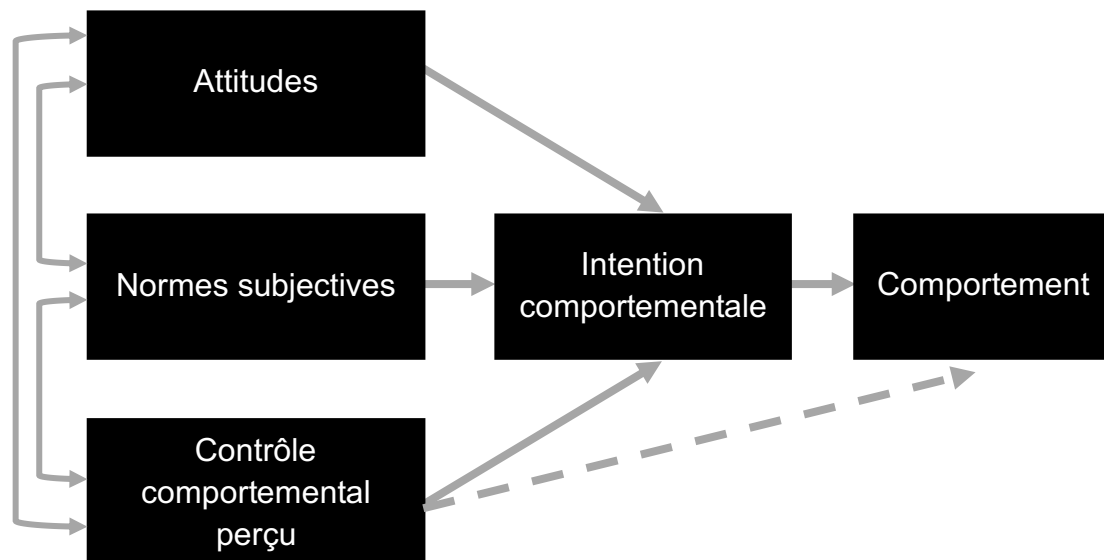 Attitudes
Normes subjectives
Intention
comportementale
Comportement
Contrôle
comportemental
perçu